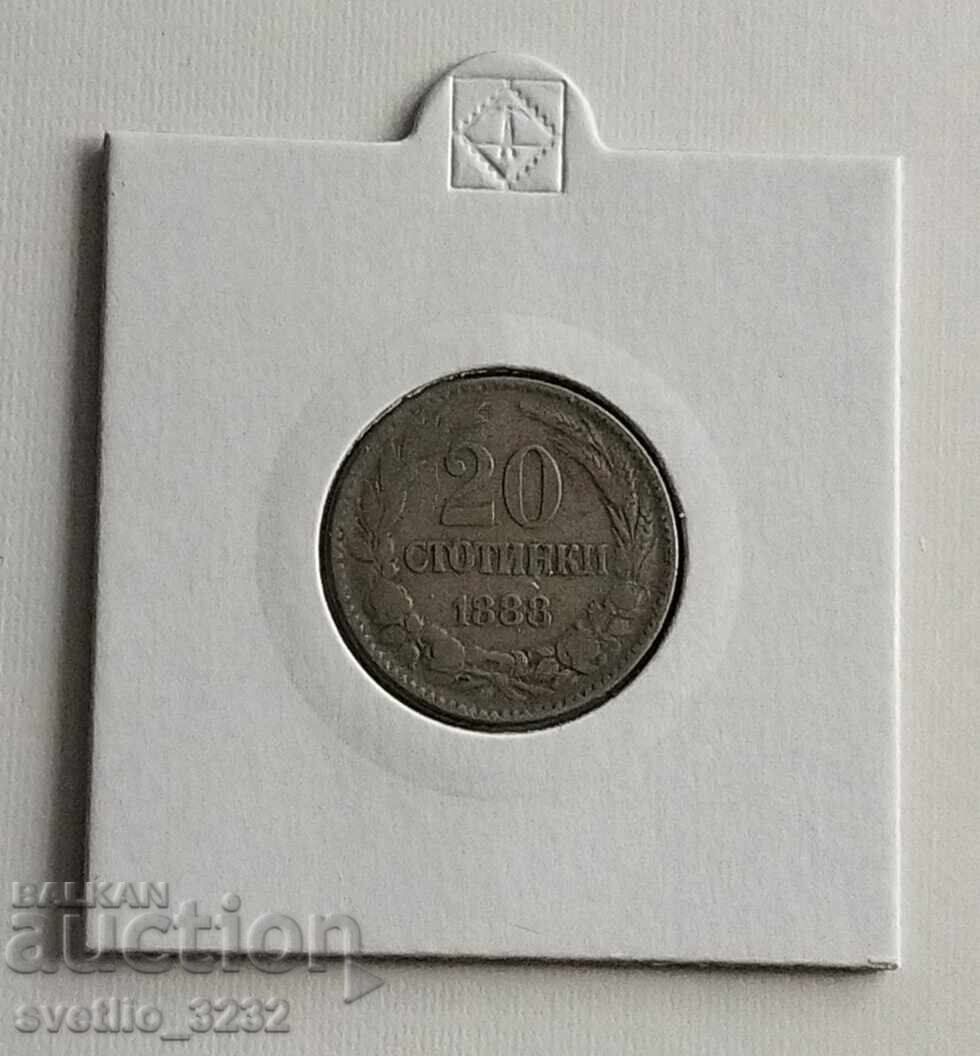 20
СТОТИНКИ
1888
BALKAN
auction
svetlio_3232